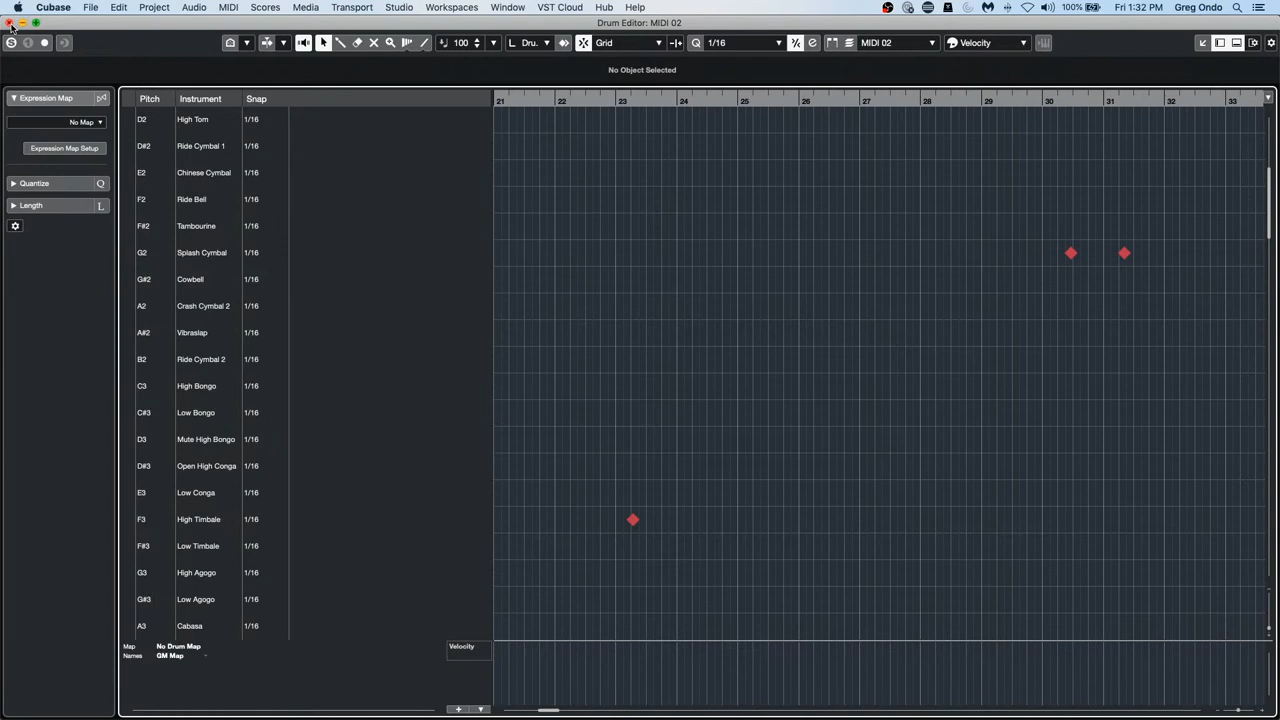 Cubase File Edit Project Audio MIDI Scores Media Transport Studio Workspaces Window VST Cloud Hub Help 100% Fri 1:32 PM Greg Ondo
Drum Editor: MIDI 02
100 L Dru. Grid Q 1/16 e MIDI 02 Velocity
No Object Selected
Expression Map
No Map
Expression Map Setup
Quantize Q
Length L
Pitch Instrument Snap 21 22 23 24 25 26 27 28 29 30 31 32 33
D2 High Tom 1/16
D#2 Ride Cymbal 1 1/16
E2 Chinese Cymbal 1/16
F2 Ride Bell 1/16
F#2 Tambourine 1/16
G2 Splash Cymbal 1/16
G#2 Cowbell 1/16
A2 Crash Cymbal 2 1/16
A#2 Vibraslap 1/16
B2 Ride Cymbal 2 1/16
C3 High Bongo 1/16
C#3 Low Bongo 1/16
D3 Mute High Bongo 1/16
D#3 Open High Conga 1/16
E3 Low Conga 1/16
F3 High Timbale 1/16
F#3 Low Timbale 1/16
G3 High Agogo 1/16
G#3 Low Agogo 1/16
A3 Cabasa 1/16
Map No Drum Map Velocity
Names GM Map